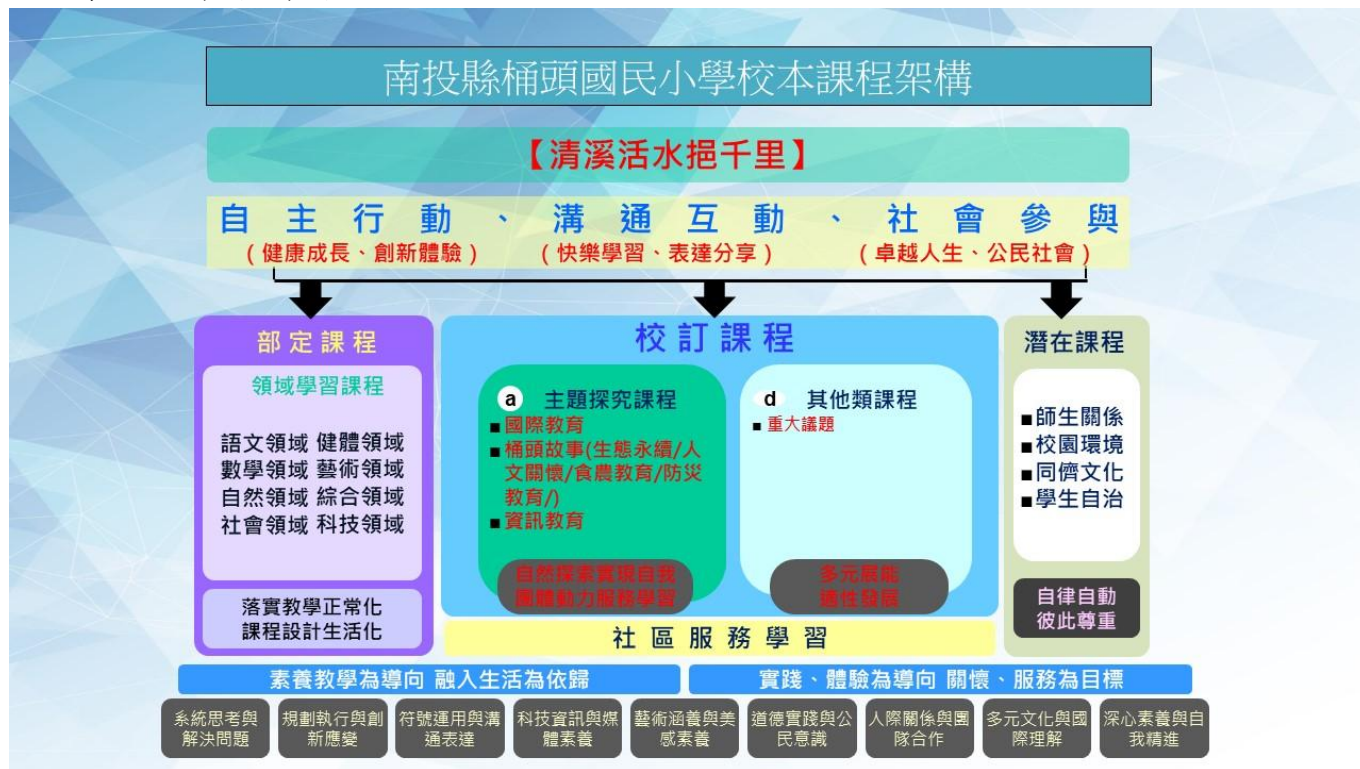 南投縣桶頭國民小學校本課程架構
【清溪活水挹千里】
自主行動、溝通互動、社會參與
(健康成長、創新體驗) (快樂學習、表達分享) (卓越人生、公民社會)
部定課程
領域學習課程
語文領域 健體領域
數學領域 藝術領域
自然領域 綜合領域
社會領域 科技領域
落實教學正常化
課程設計生活化
校訂課程
a 主題探究課程
■國際教育
■桶頭故事(生態永續/人
文關懷/食農教育/防災
教育/)
■資訊教育
自然探索實現自我
團體動力服務學習
d 其他類課程
■重大議題
多元展能
適性發展
社區服務學習
潛在課程
■師生關係
■校園環境
■同儕文化
■學生自治
自律自動
彼此尊重
素養教學為導向 融入生活為依歸
實踐、體驗為導向 關懷、服務為目標
系統思考與
解決問題
規劃執行與創
新應變
符號運用與溝
通表達
科技資訊與媒
體素養
藝術涵養與美
感素養
道德實踐與公
民意識
人際關係與團
隊合作
多元文化與國
際理解
深心素養與自
我精進